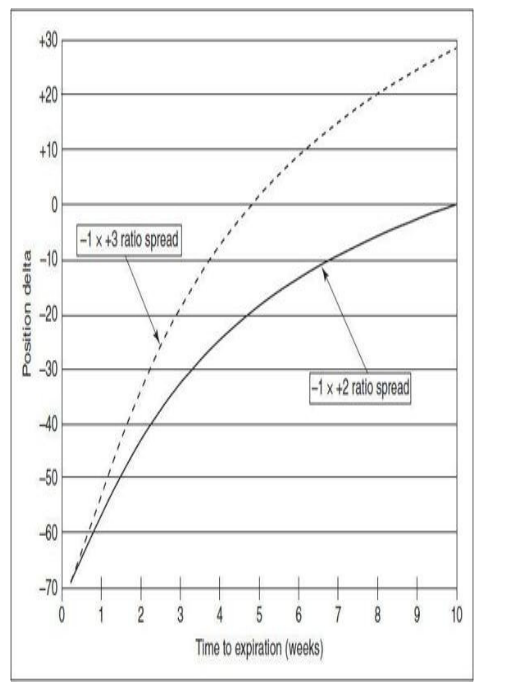 +30
+20
+10
0
−10
−20
−30
−40
−50
−60
−70
Position delta
−1 x +3 ratio spread
−1 x +2 ratio spread
0 1 2 3 4 5 6 7 8 9 10
Time to expiration (weeks)